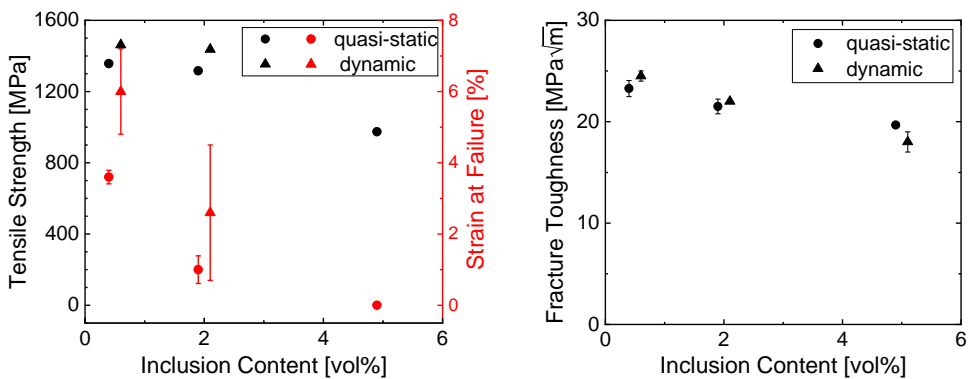 1600
1200
800
400
0
Tensile Strength [MPa]
quasi-static
dynamic
8
6
4
2
0
Strain at Failure [%]
0 2 4 6
Inclusion Content [vol%]
30
20
10
0
Fracture Toughness [MPa√m]
quasi-static
dynamic
0 2 4 6
Inclusion Content [vol%]